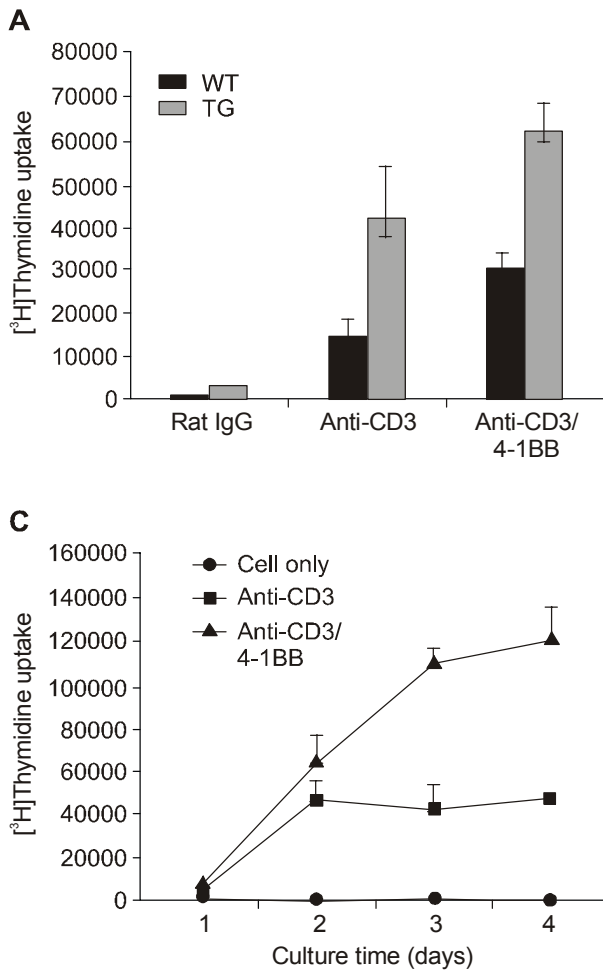 A
[³H]Thymidine uptake
80000
70000
60000
50000
40000
30000
20000
10000
0
WT
TG
Rat IgG
Anti-CD3
Anti-CD3/
4-1BB
C
[³H]Thymidine uptake
160000
140000
120000
100000
80000
60000
40000
20000
0
Cell only
Anti-CD3
Anti-CD3/
4-1BB
1 2 3 4
Culture time (days)